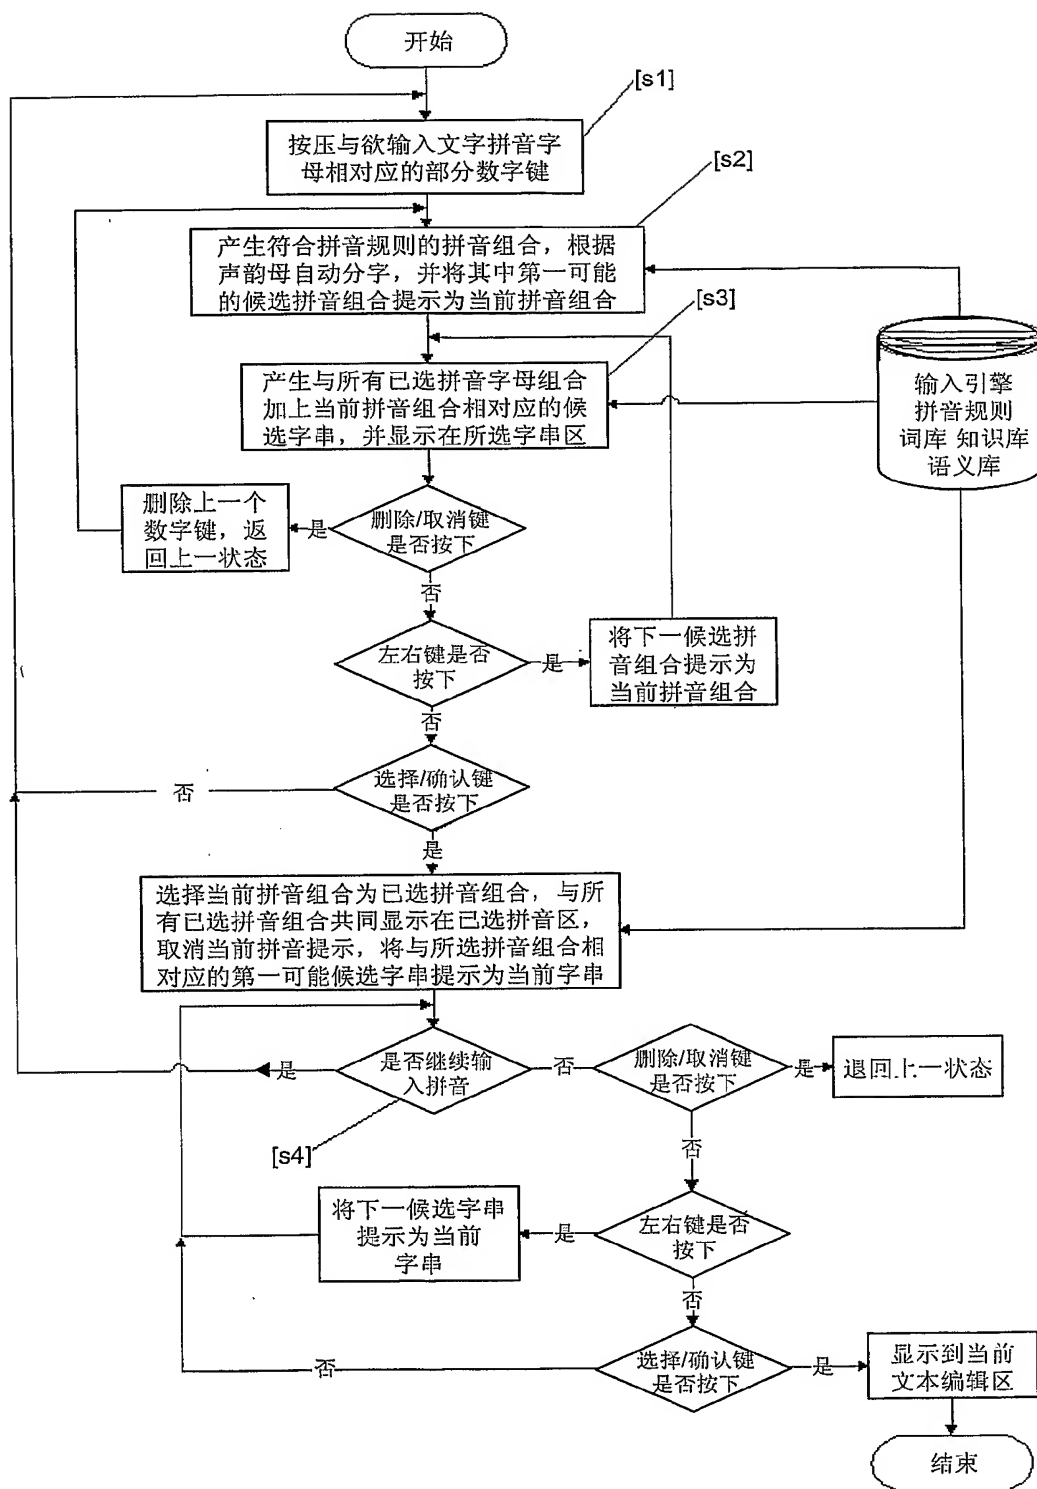 开始
[s1]
按压与欲输入文字拼音字
母相对应的部分数字键
[s2]
产生符合拼音规则的拼音组合，根据
声韵母自动分字，并将其中第一可能
的候选拼音组合提示为当前拼音组合
[s3]
产生与所有已选拼音字母组合
加上当前拼音组合相对应的候
选字串，并显示在所选字串区
输入引擎
拼音规则
词库 知识库
语义库
删除上一个
数字键，返
回上一状态
是
删除/取消键
是否按下
否
左右键是否
按下
是
将下一候选拼
音组合提示为
当前拼音组合
否
选择/确认键
是否按下
否
是
选择当前拼音组合为已选拼音组合，与所
有已选拼音组合共同显示在已选拼音区，
取消当前拼音提示，将与所选拼音组合相
对应的第一可能候选字串提示为当前字串
是
是否继续输
入拼音
否
删除/取消键
是否按下
是
退回上一状态
[s4]
否
将下一候选字串
提示为当前
字串
是
左右键是否
按下
否
否
选择/确认键
是否按下
是
显示到当前
文本编辑区
结束